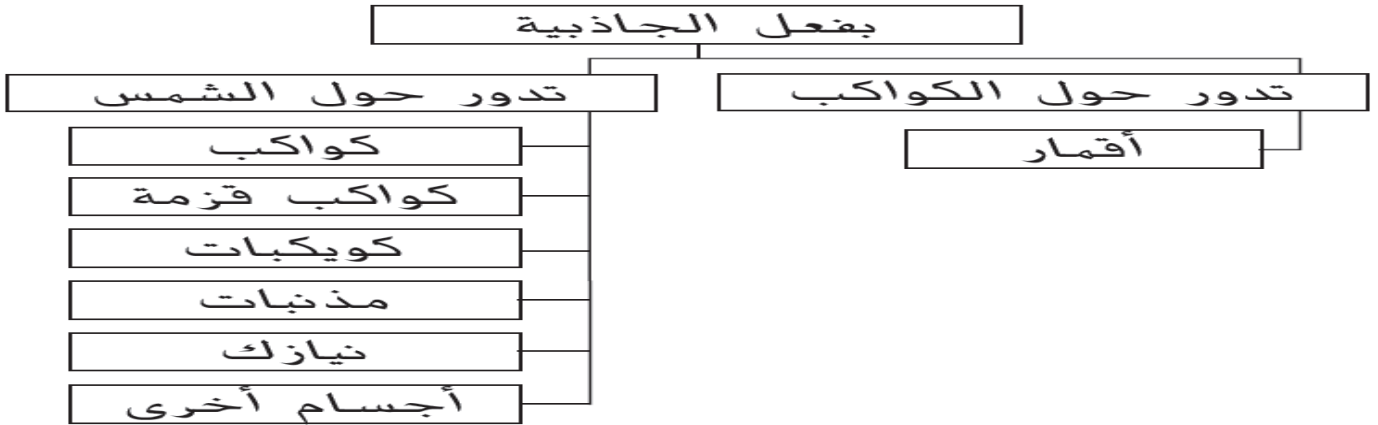 بفعل الجاذبية
تدور حول الكواكب
أقمار
تدور حول الشمس
كواكب
كواكب قزمة
كويكبات
مذنبات
نيازك
أجسام أخرى